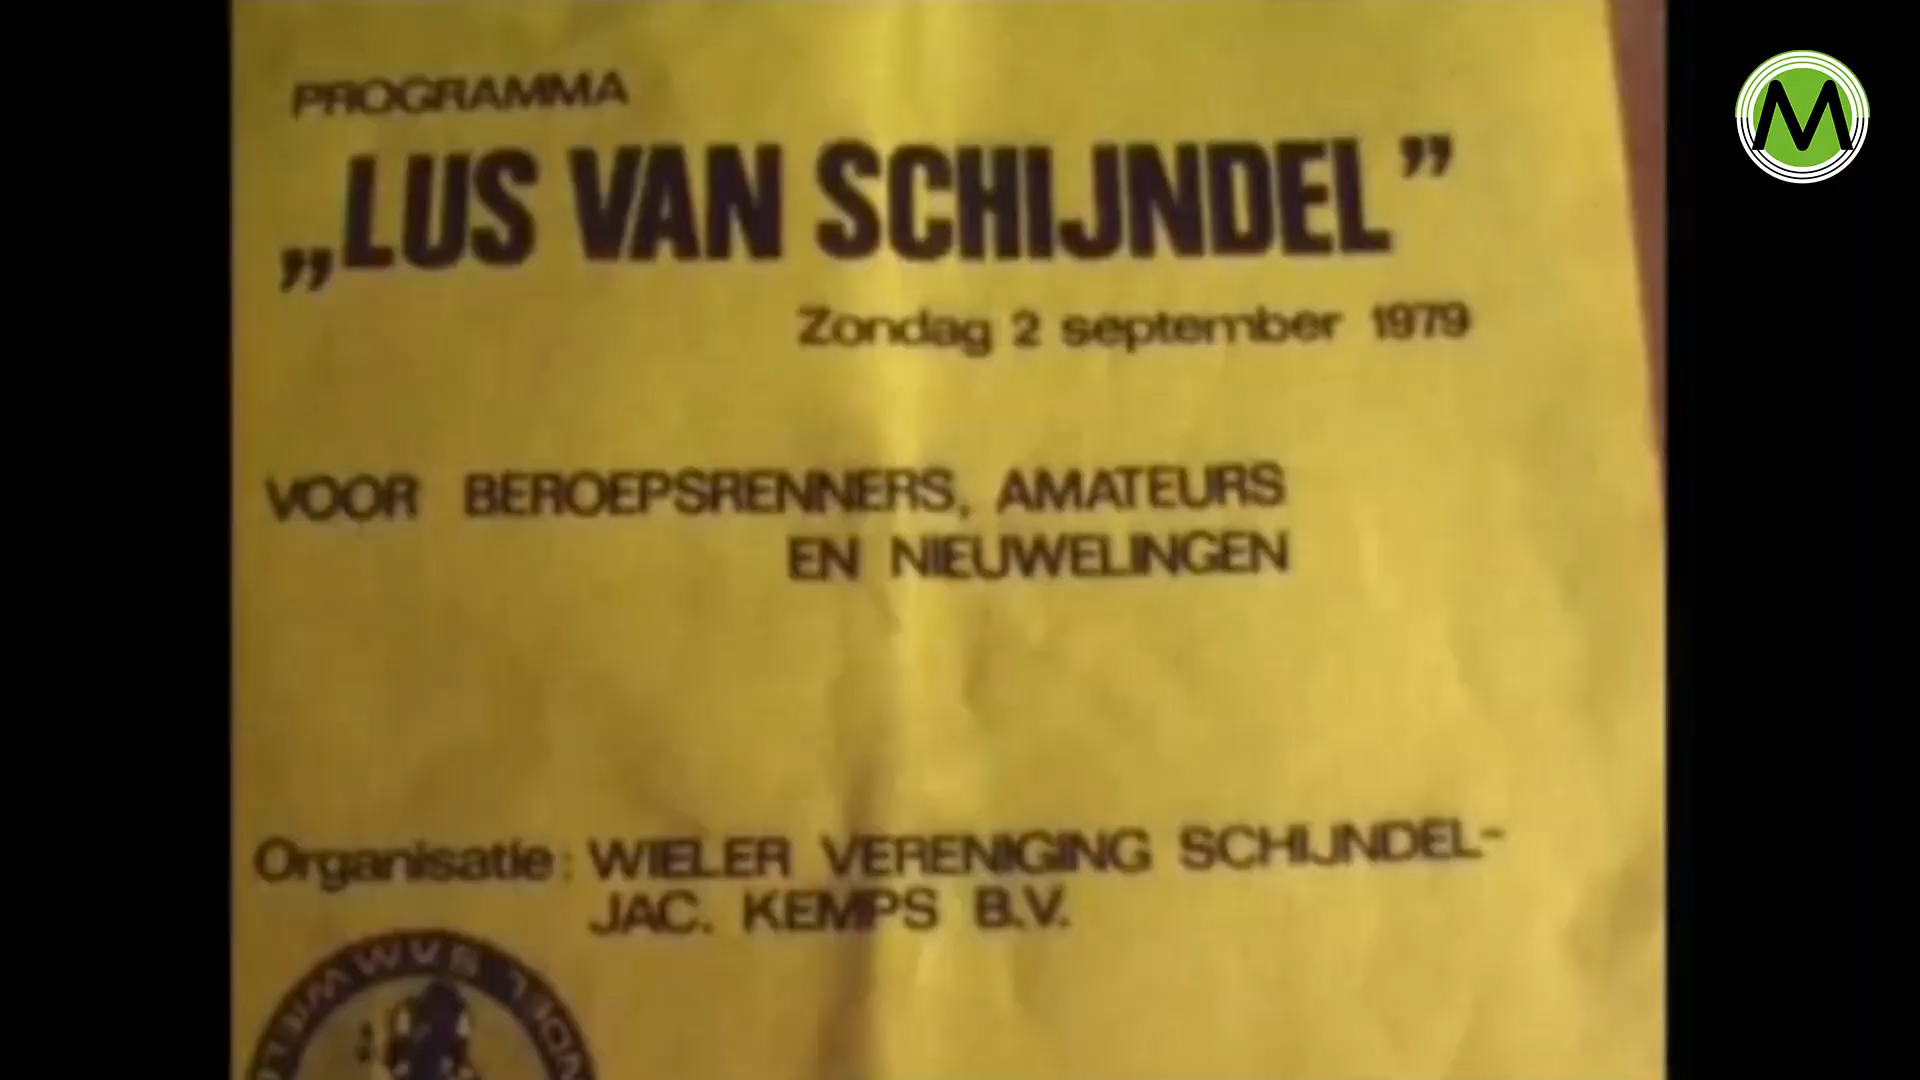 PROGRAMMA
„LUS VAN SCHIJNDEL”
Zondag 2 september 1979
VOOR BEROEPSRENNERS, AMATEURS
EN NIEUWELINGEN
Organisatie: WIELER VERENIGING SCHIJNDEL-
JAC. KEMPS B.V.
WVS
M